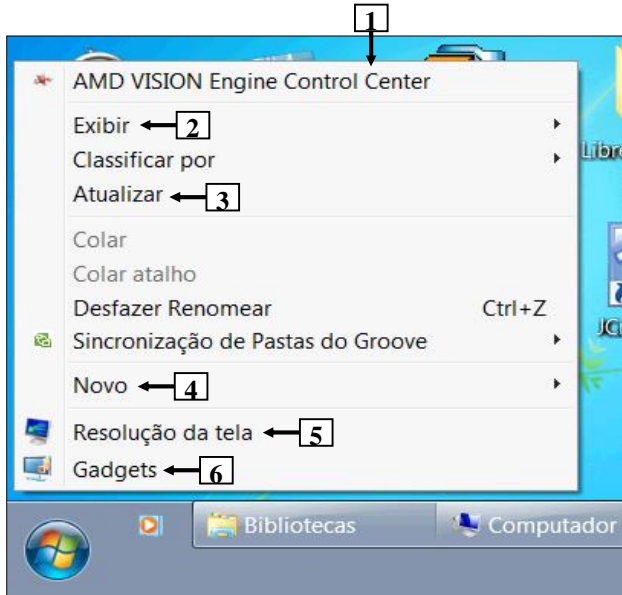 1
AMD VISION Engine Control Center
Exibir 2
Classificar por
Atualizar 3
Colar
Colar atalho
Desfazer Renomear Ctrl+Z
Sincronização de Pastas do Groove
Novo 4
Resolução da tela 5
Gadgets 6
Bibliotecas Computador